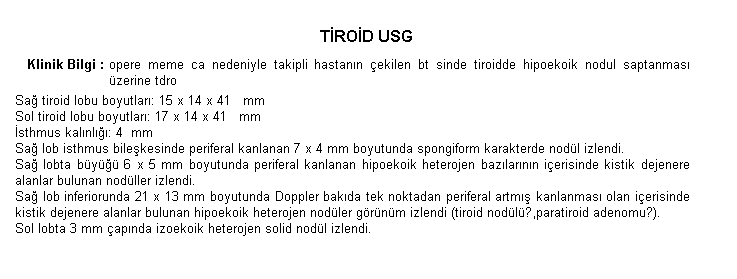 TİROİD USG
Klinik Bilgi : opere meme ca nedeniyle takipli hastanın çekilen bt sinde tiroidde hipoekoik nodul saptanması
üzerine tdro
Sağ tiroid lobu boyutları: 15 x 14 x 41 mm
Sol tiroid lobu boyutları: 17 x 14 x 41 mm
İsthmus kalınlığı: 4 mm
Sağ lob isthmus bileşkesinde periferal kanlanan 7 x 4 mm boyutunda spongiform karakterde nodül izlendi.
Sağ lobta büyüğü 6 x 5 mm boyutunda periferal kanlanan hipoekoik heterojen bazılarının içerisinde kistik dejenere
alanlar bulunan nodüller izlendi.
Sağ lob inferiorunda 21 x 13 mm boyutunda Doppler bakıda tek noktadan periferal artmış kanlanması olan içerisinde
kistik dejenere alanlar bulunan hipoekoik heterojen nodüler görünüm izlendi (tiroid nodülü?,paratiroid adenomu?).
Sol lobta 3 mm çapında izoekoik heterojen solid nodül izlendi.